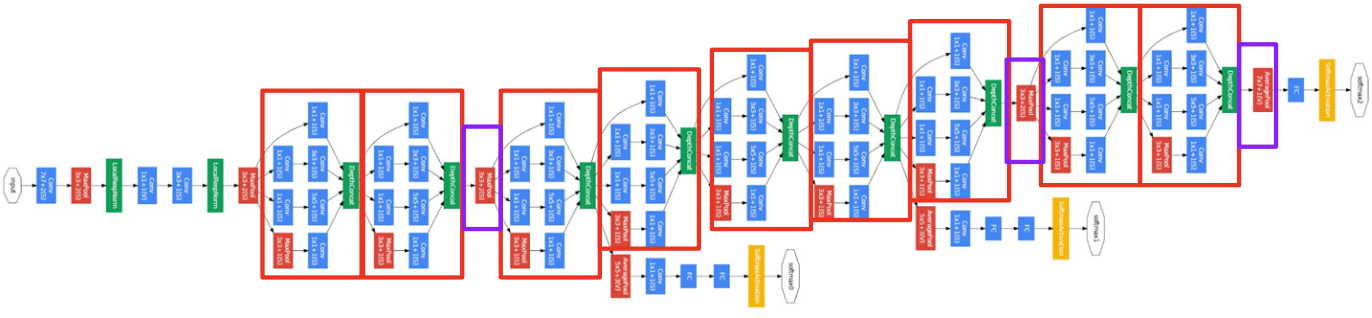 input
Conv
7x7+2(S)
MaxPool
3x3+2(S)
LocalRespNorm
Conv
1x1+1(V)
Conv
3x3+1(S)
LocalRespNorm
MaxPool
3x3+2(S)
Conv
1x1+1(S)
Conv
1x1+1(S)
MaxPool
3x3+1(S)
Conv
1x1+1(S)
Conv
3x3+1(S)
Conv
5x5+1(S)
Conv
1x1+1(S)
DepthConcat
Conv
1x1+1(S)
Conv
1x1+1(S)
MaxPool
3x3+1(S)
Conv
1x1+1(S)
Conv
3x3+1(S)
Conv
5x5+1(S)
Conv
1x1+1(S)
DepthConcat
MaxPool
3x3+2(S)
Conv
1x1+1(S)
Conv
1x1+1(S)
MaxPool
3x3+1(S)
Conv
1x1+1(S)
Conv
3x3+1(S)
Conv
5x5+1(S)
Conv
1x1+1(S)
DepthConcat
Conv
1x1+1(S)
Conv
1x1+1(S)
MaxPool
3x3+1(S)
AveragePool
5x5+3(V)
Conv
1x1+1(S)
Conv
3x3+1(S)
Conv
5x5+1(S)
Conv
1x1+1(S)
Conv
1x1+1(S)
DepthConcat
FC
FC
SoftmaxActivation
softmax0
Conv
1x1+1(S)
Conv
1x1+1(S)
MaxPool
3x3+1(S)
Conv
1x1+1(S)
Conv
3x3+1(S)
Conv
5x5+1(S)
Conv
1x1+1(S)
DepthConcat
Conv
1x1+1(S)
Conv
1x1+1(S)
MaxPool
3x3+1(S)
Conv
1x1+1(S)
Conv
3x3+1(S)
Conv
5x5+1(S)
Conv
1x1+1(S)
DepthConcat
Conv
1x1+1(S)
Conv
1x1+1(S)
MaxPool
3x3+1(S)
AveragePool
5x5+3(V)
Conv
1x1+1(S)
Conv
3x3+1(S)
Conv
5x5+1(S)
Conv
1x1+1(S)
Conv
1x1+1(S)
DepthConcat
FC
FC
SoftmaxActivation
softmax1
MaxPool
3x3+2(S)
Conv
1x1+1(S)
Conv
1x1+1(S)
MaxPool
3x3+1(S)
Conv
1x1+1(S)
Conv
3x3+1(S)
Conv
5x5+1(S)
Conv
1x1+1(S)
DepthConcat
Conv
1x1+1(S)
Conv
1x1+1(S)
MaxPool
3x3+1(S)
Conv
1x1+1(S)
Conv
3x3+1(S)
Conv
5x5+1(S)
Conv
1x1+1(S)
DepthConcat
AveragePool
7x7+1(V)
FC
SoftmaxActivation
softmax2